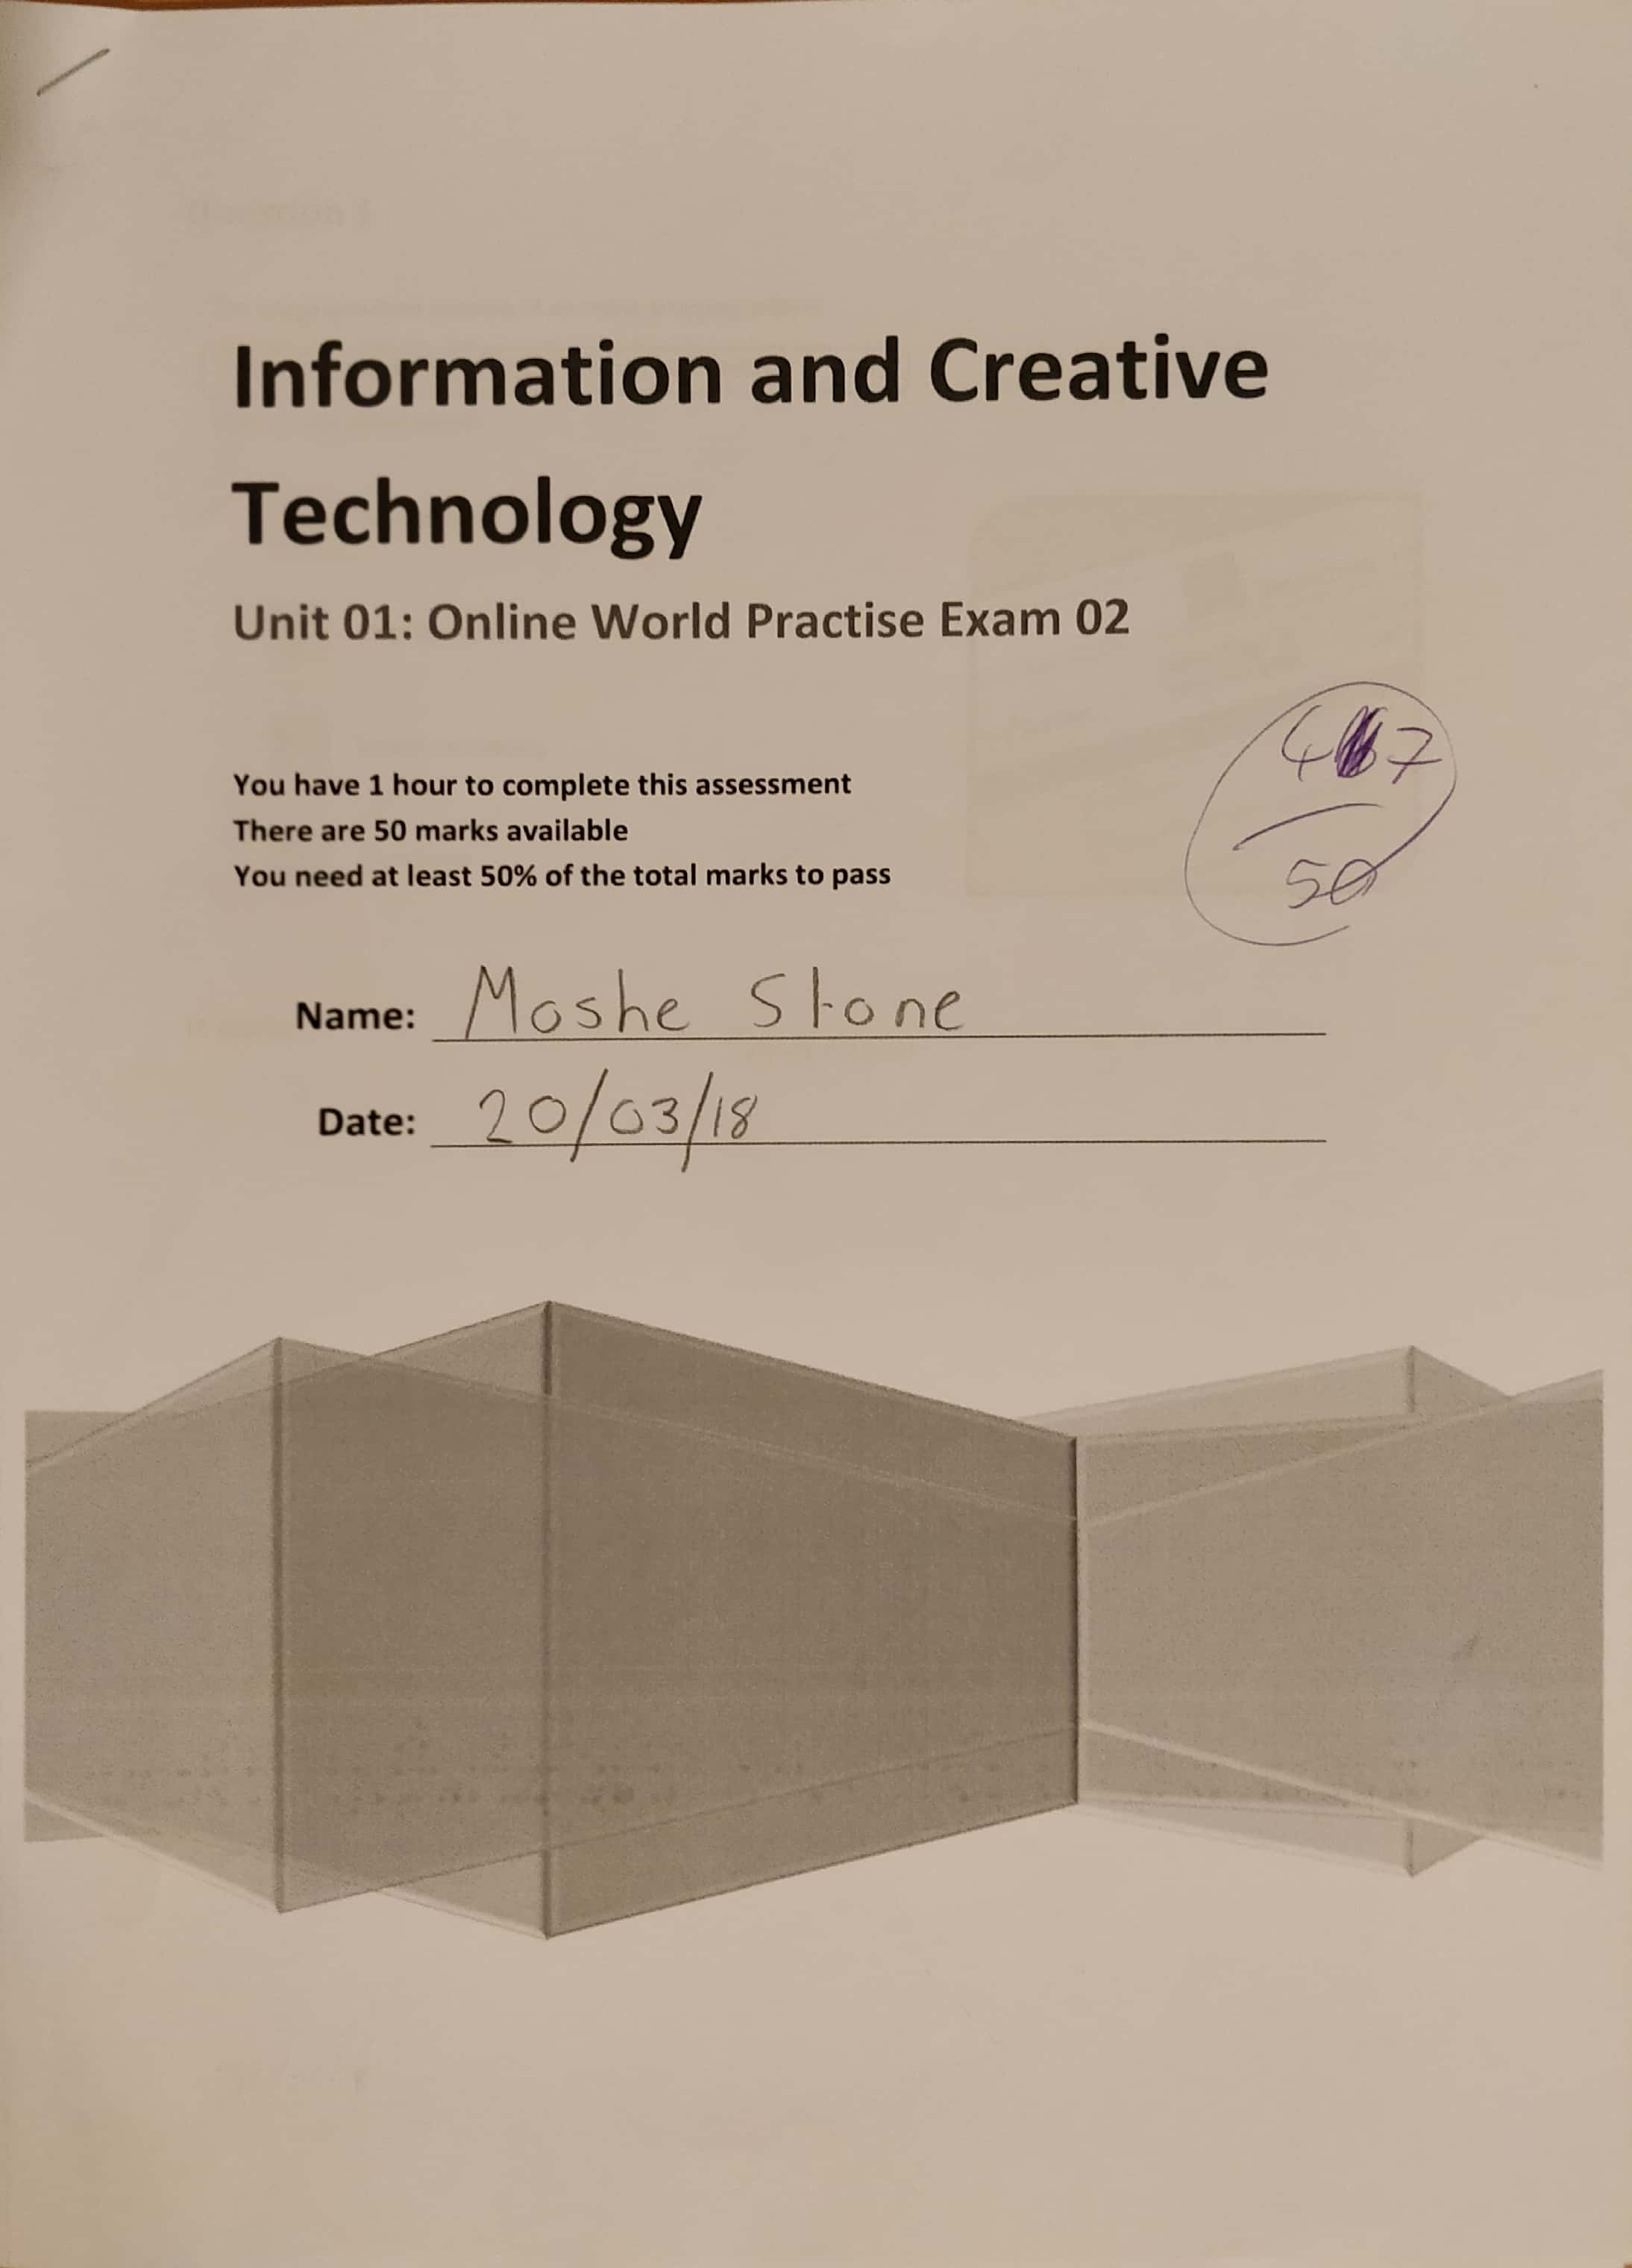 Information and Creative
Technology
Unit 01: Online World Practise Exam 02
47
50
You have 1 hour to complete this assessment
There are 50 marks available
You need at least 50% of the total marks to pass
Name: Moshe Stone
Date: 20/03/18